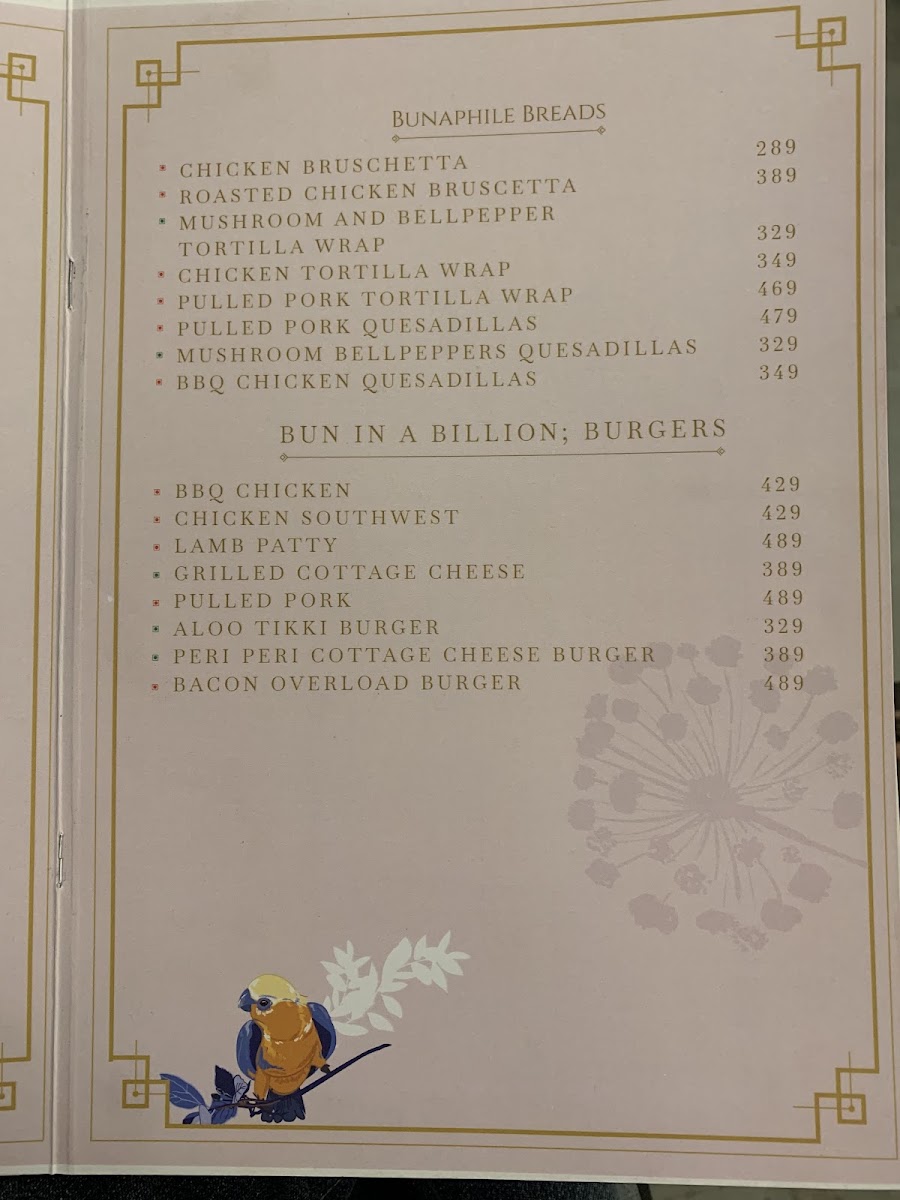 BUNAPHILE BREADS
CHICKEN BRUSCHETTA 289
ROASTED CHICKEN BRUSCETTA 389
MUSHROOM AND BELLPEPPER
TORTILLA WRAP 329
CHICKEN TORTILLA WRAP 349
PULLED PORK TORTILLA WRAP 469
PULLED PORK QUESADILLAS 479
MUSHROOM BELLPEPPERS QUESADILLAS 329
BBQ CHICKEN QUESADILLAS 349
BUN IN A BILLION; BURGERS
BBQ CHICKEN 429
CHICKEN SOUTHWEST 429
LAMB PATTY 489
GRILLED COTTAGE CHEESE 389
PULLED PORK 489
ALOO TIKKI BURGER 329
PERI PERI COTTAGE CHEESE BURGER 389
BACON OVERLOAD BURGER 489